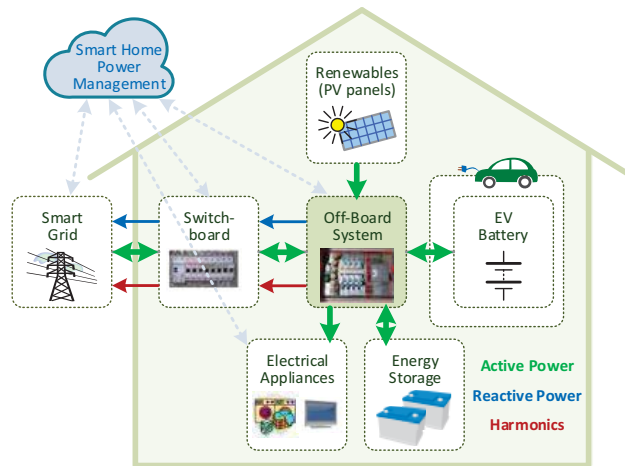 Smart Home
Power
Management
Renewables
(PV panels)
Smart
Grid
Switch-
board
Off-Board
System
EV
Battery
Electrical
Appliances
Energy
Storage
Active Power
Reactive Power
Harmonics